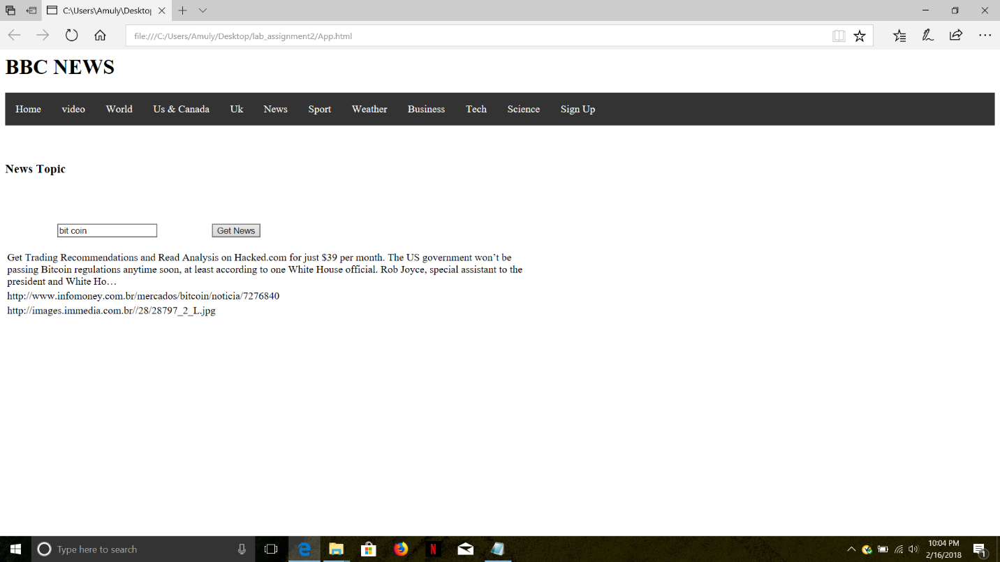 C:\Users\Amuly\Desktop
file:///C:/Users/Amuly/Desktop/lab_assignment2/App.html
BBC NEWS
Home video World Us & Canada Uk News Sport Weather Business Tech Science Sign Up
News Topic
bit coin Get News
Get Trading Recommendations and Read Analysis on Hacked.com for just $39 per month. The US government won’t be
passing Bitcoin regulations anytime soon, at least according to one White House official. Rob Joyce, special assistant to the
president and White Ho…
http://www.infomoney.com.br/mercados/bitcoin/noticia/7276840
http://images.immedia.com.br//28/28797_2_L.jpg
Type here to search
N
10:04 PM
2/16/2018
1